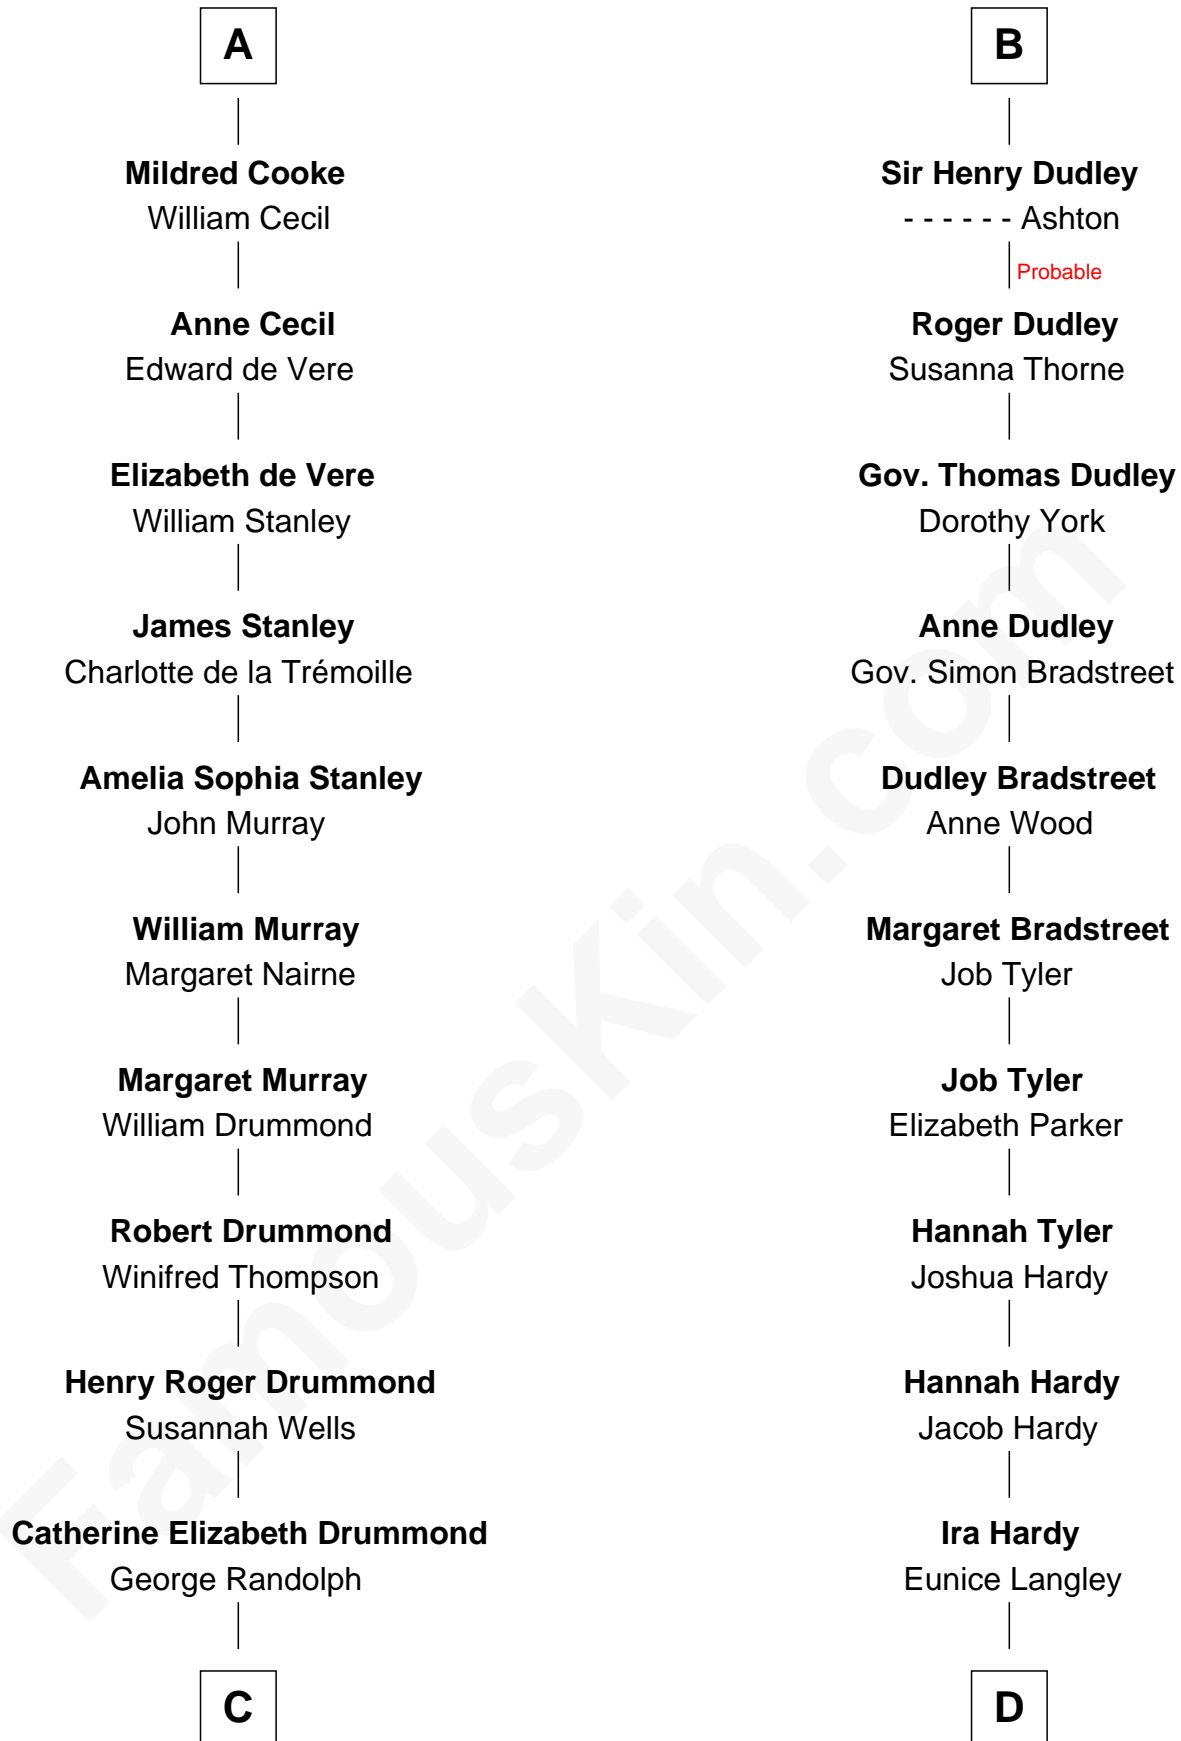 A
Mildred Cooke
William Cecil
Anne Cecil
Edward de Vere
Elizabeth de Vere
William Stanley
James Stanley
Charlotte de la Trémoille
Amelia Sophia Stanley
John Murray
William Murray
Margaret Nairne
Margaret Murray
William Drummond
Robert Drummond
Winifred Thompson
Henry Roger Drummond
Susannah Wells
Catherine Elizabeth Drummond
George Randolph
C
B
Sir Henry Dudley
- - - - - - Ashton
Probable
Roger Dudley
Susanna Thorne
Gov. Thomas Dudley
Dorothy York
Anne Dudley
Gov. Simon Bradstreet
Dudley Bradstreet
Anne Wood
Margaret Bradstreet
Job Tyler
Job Tyler
Elizabeth Parker
Hannah Tyler
Joshua Hardy
Hannah Hardy
Jacob Hardy
Ira Hardy
Eunice Langley
D
FamousKin.com